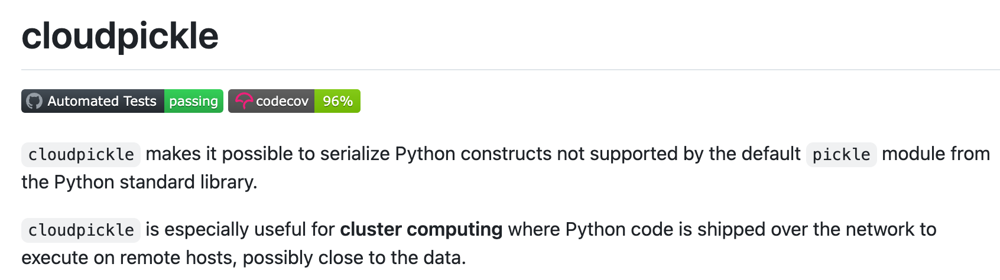 cloudpickle
Automated Tests passing codecov 96%
cloudpickle makes it possible to serialize Python constructs not supported by the default pickle module from
the Python standard library.
cloudpickle is especially useful for cluster computing where Python code is shipped over the network to
execute on remote hosts, possibly close to the data.